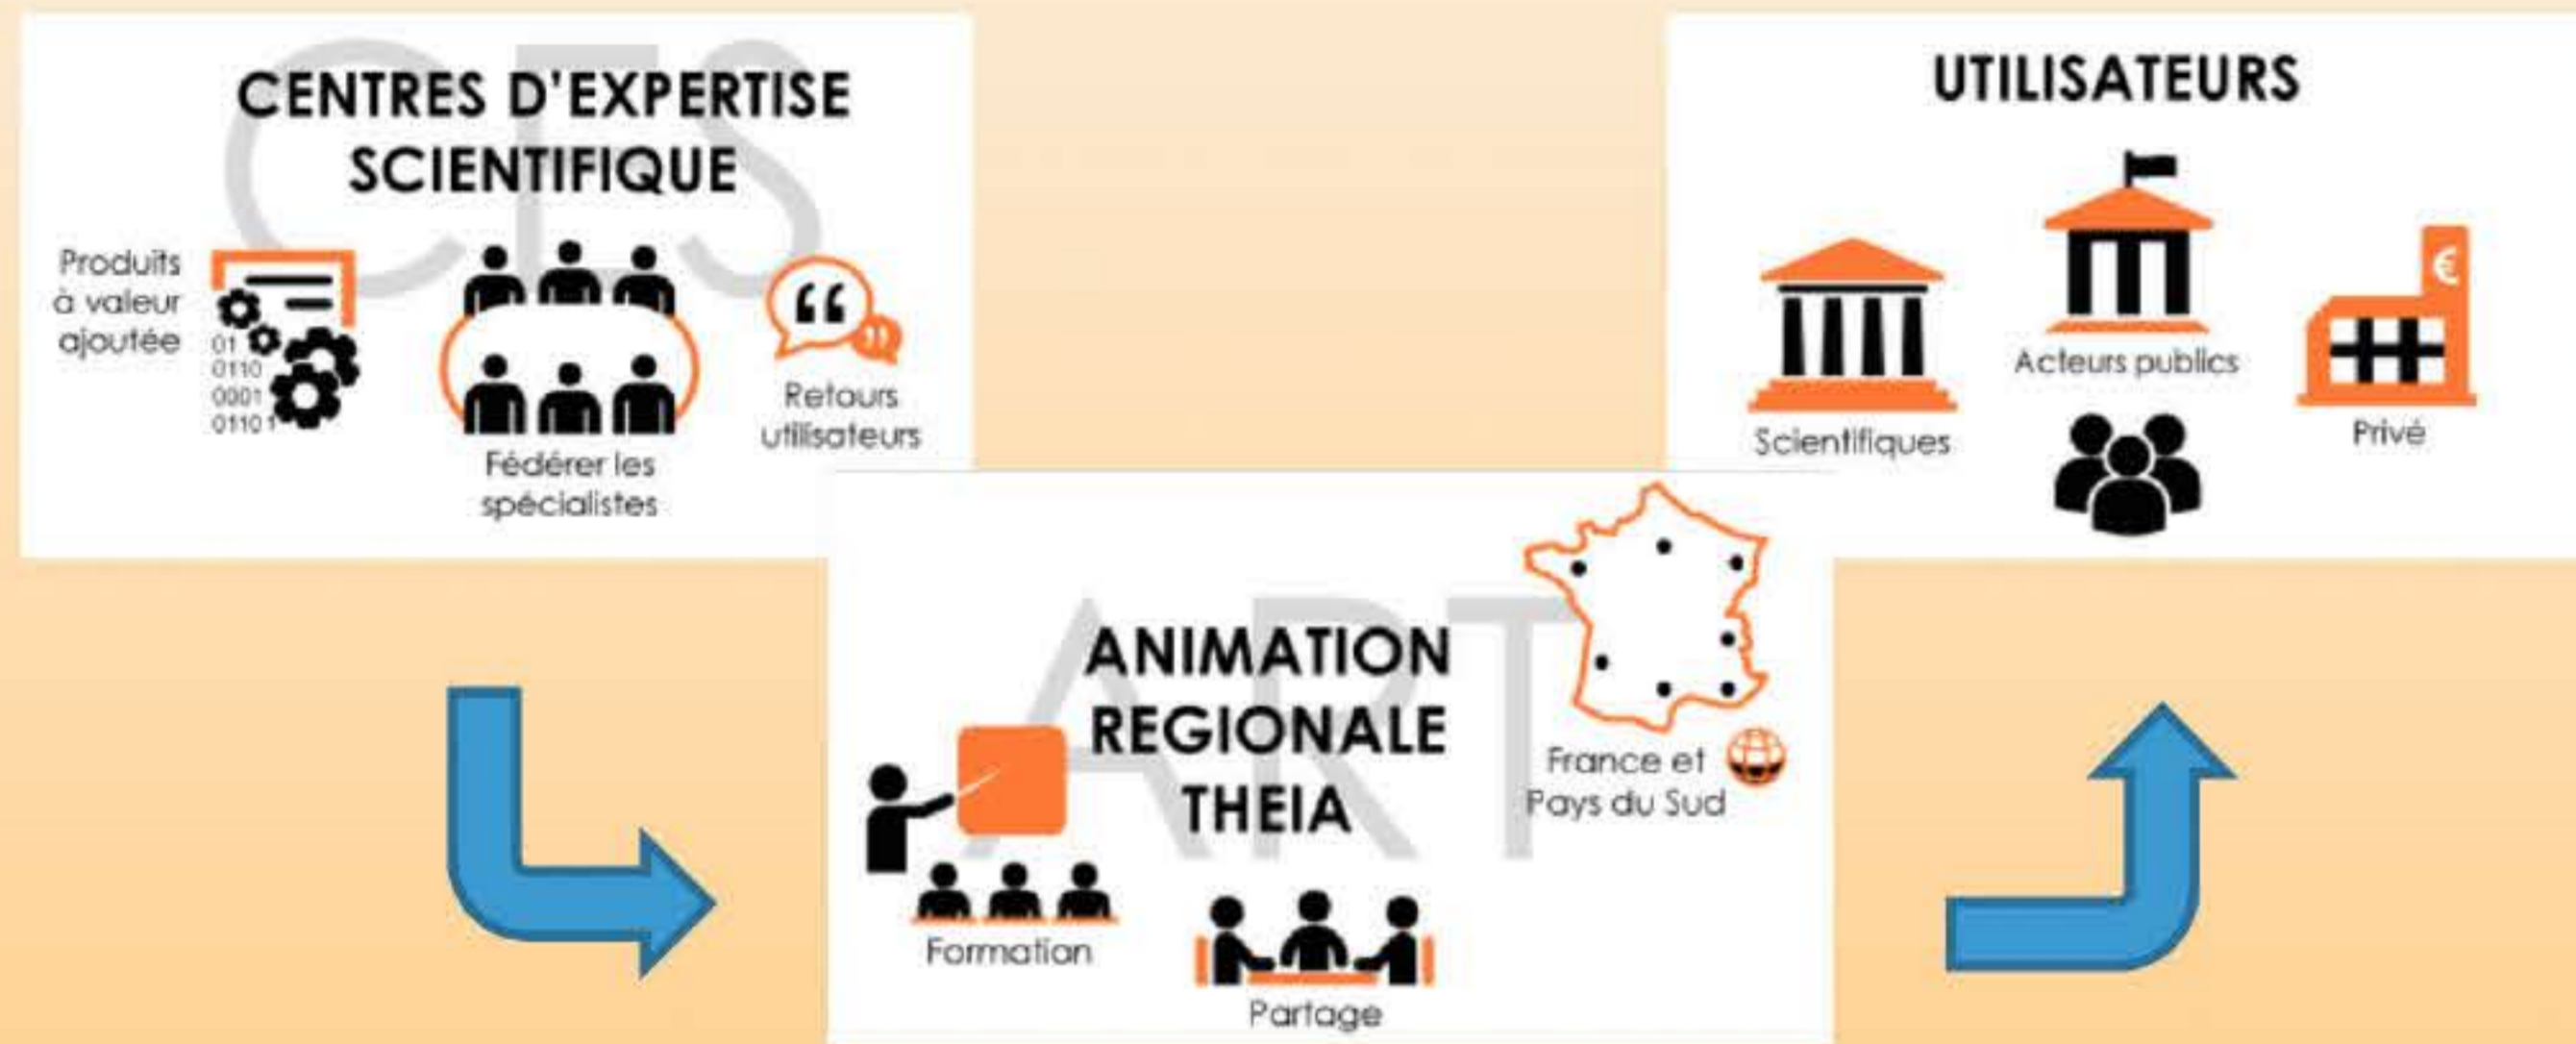 CES
CENTRES D'EXPERTISE
SCIENTIFIQUE
Produits
à valeur
ajoutée
01
0110
0001
01101
Fédérer les
spécialistes
Retours
utilisateurs
UTILISATEURS
Scientifiques
Acteurs publics
€
Privé
ART
ANIMATION
REGIONALE
THEIA
Formation
Partage
France et
Pays du Sud